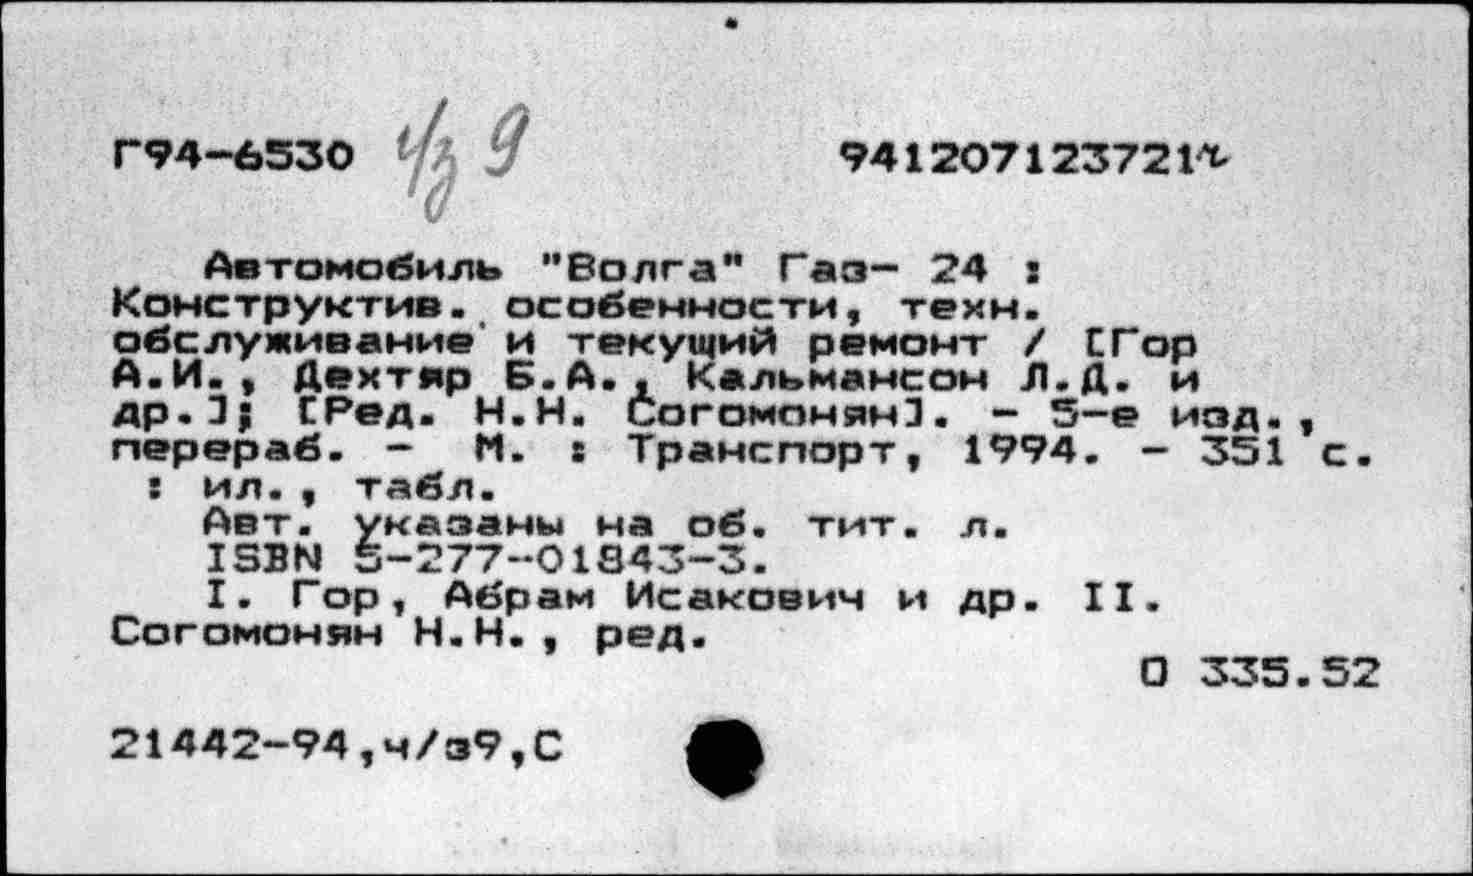 Г94-6530 ч/з 9 941207123721
Автомобиль "Волга" Газ- 24 :
Конструктив. особенности, техн.
обслуживание и текущий ремонт / [Гор
А.И., Дехтяр Б.А., Кальмансон Л.Д. и
др.]; [Ред. Н.Н. Согомонян]. - 5-е изд.,
перераб. - М. : Транспорт, 1994. - 351 с.
: ил., табл.
Авт. указаны на об. тит. л.
ISBN 5-277-01843-3.
I. Гор, Абрам Исакович и др. II.
Согомонян Н.Н., ред.
О 335.52
21442-94,ч/з9,С